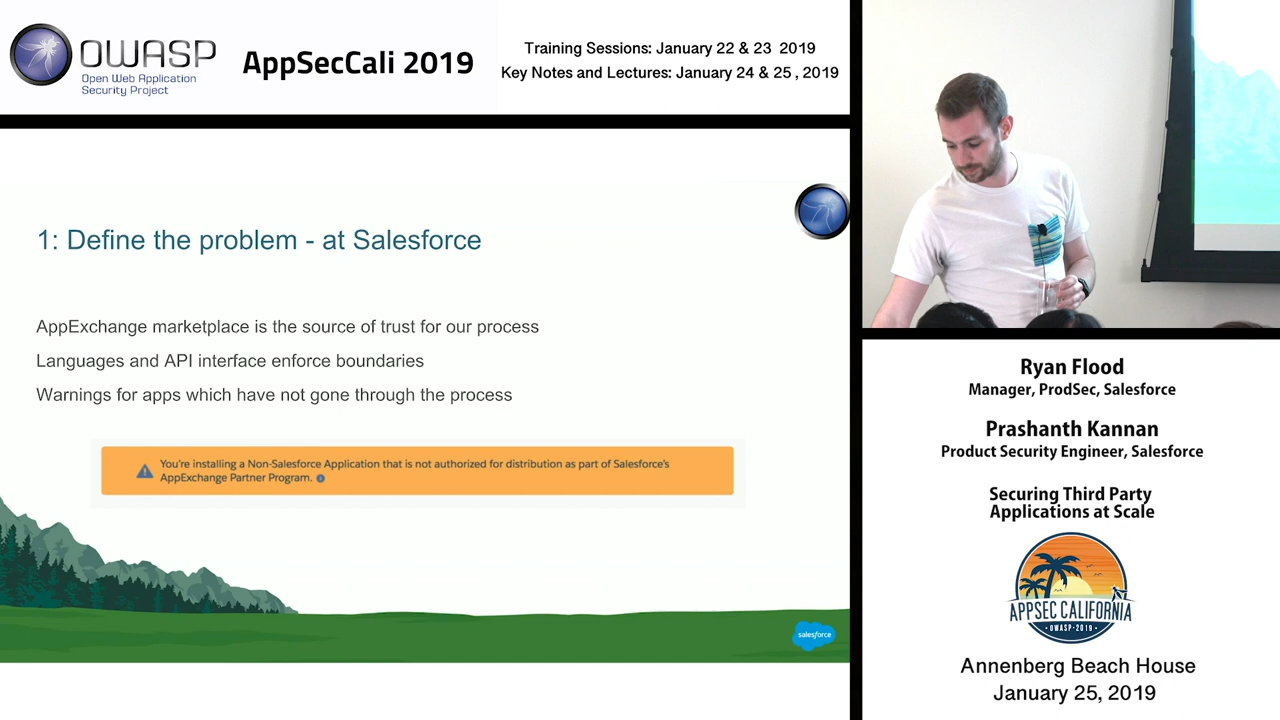 OWASP
Open Web Application
Security Project
AppSecCali 2019
Training Sessions: January 22 & 23 2019
Key Notes and Lectures: January 24 & 25 , 2019
1: Define the problem - at Salesforce
AppExchange marketplace is the source of trust for our process
Languages and API interface enforce boundaries
Warnings for apps which have not gone through the process
You're installing a Non-Salesforce Application that is not authorized for distribution as part of Salesforce's
AppExchange Partner Program.
salesforce
Ryan Flood
Manager, ProdSec, Salesforce
Prashanth Kannan
Product Security Engineer, Salesforce
Securing Third Party
Applications at Scale
APPSEC CALIFORNIA
• OWASP-2019 •
Annenberg Beach House
January 25, 2019